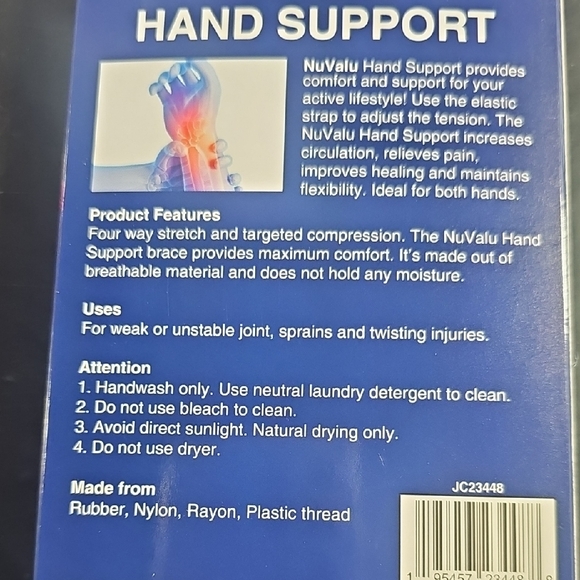 HAND SUPPORT
NuValu Hand Support provides
comfort and support for your
active lifestyle! Use the elastic
strap to adjust the tension. The
NuValu Hand Support increases
circulation, relieves pain,
improves healing and maintains
flexibility. Ideal for both hands.
Product Features
Four way stretch and targeted compression. The NuValu Hand
Support brace provides maximum comfort. It's made out of
breathable material and does not hold any moisture.
Uses
For weak or unstable joint, sprains and twisting injuries.
Attention
1. Handwash only. Use neutral laundry detergent to clean.
2. Do not use bleach to clean.
3. Avoid direct sunlight. Natural drying only.
4. Do not use dryer.
Made from
Rubber, Nylon, Rayon, Plastic thread
JC23448
1 95457 23448